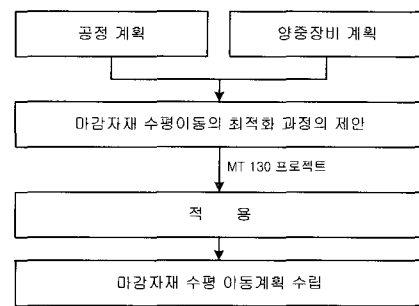 공정 계획
양중장비 계획
마감자재 수평이동의 최적화 과정의 제안
MT 130 프로젝트
적 용
마감자재 수평 이동계획 수립